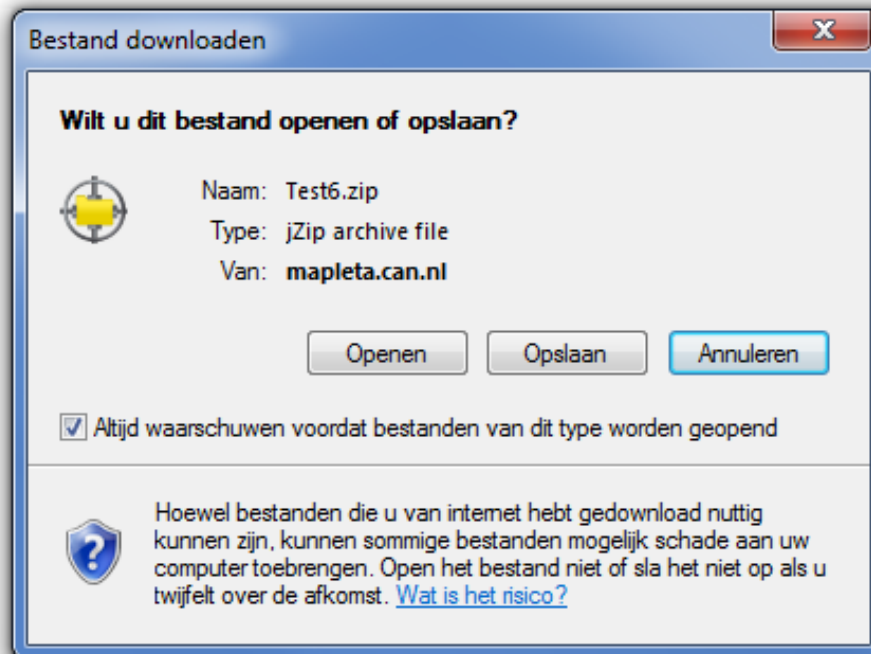 Bestand downloaden
Wilt u dit bestand openen of opslaan?
Naam: Test6.zip
Type: jZip archive file
Van: mapleta.can.nl
Openen Opslaan Annuleren
Altijd waarschuwen voordat bestanden van dit type worden geopend
Hoewel bestanden die u van internet hebt gedownload nuttig
kunnen zijn, kunnen sommige bestanden mogelijk schade aan uw
computer toebrengen. Open het bestand niet of sla het niet op als u
twijfelt over de afkomst. Wat is het risico?